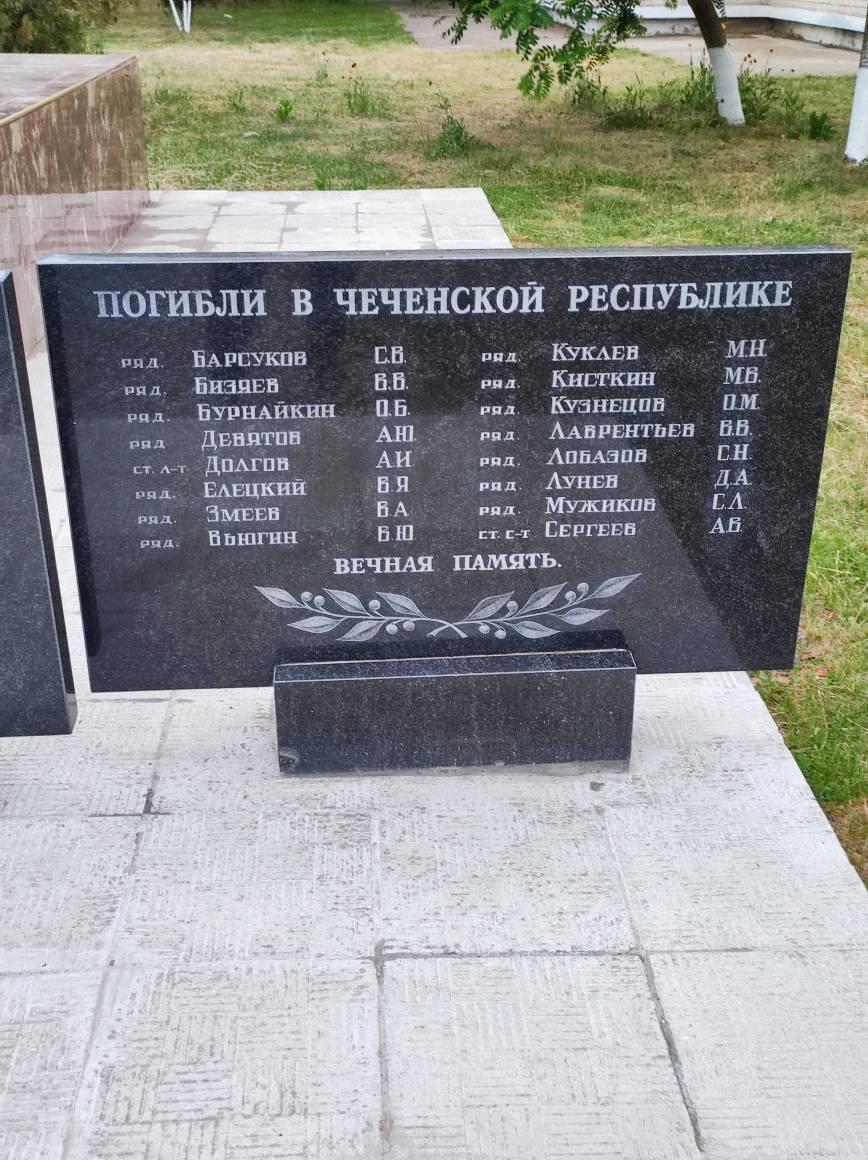 ПОГИБЛИ В ЧЕЧЕНСКОЙ РЕСПУБЛИКЕ
ряд. БАРСУКОВ С.В.
ряд. БИЗЯЕВ В.В.
ряд. БУРНАЙКИН О.Б.
ряд ДЕВЯТОВ А.Ю.
ст. л-т ДОЛГОВ А.И
ряд. ЕЛЕЦКИЙ В.Я
ряд. ЗМЕЕВ В.А
ряд. ВЬЮГИН В.Ю
ряд. КУКЛЕВ М.Н.
ряд. КИСТКИН М.В.
ряд. КУЗНЕЦОВ О.М.
ряд. ЛАВРЕНТЬЕВ В.В.
ряд. ЛОБАЗОВ С.Н.
ряд. ЛУНЕВ Д.А.
ряд. МУЖИКОВ С.Л.
ст. с-т СЕРГЕЕВ А.В.
ВЕЧНАЯ ПАМЯТЬ.